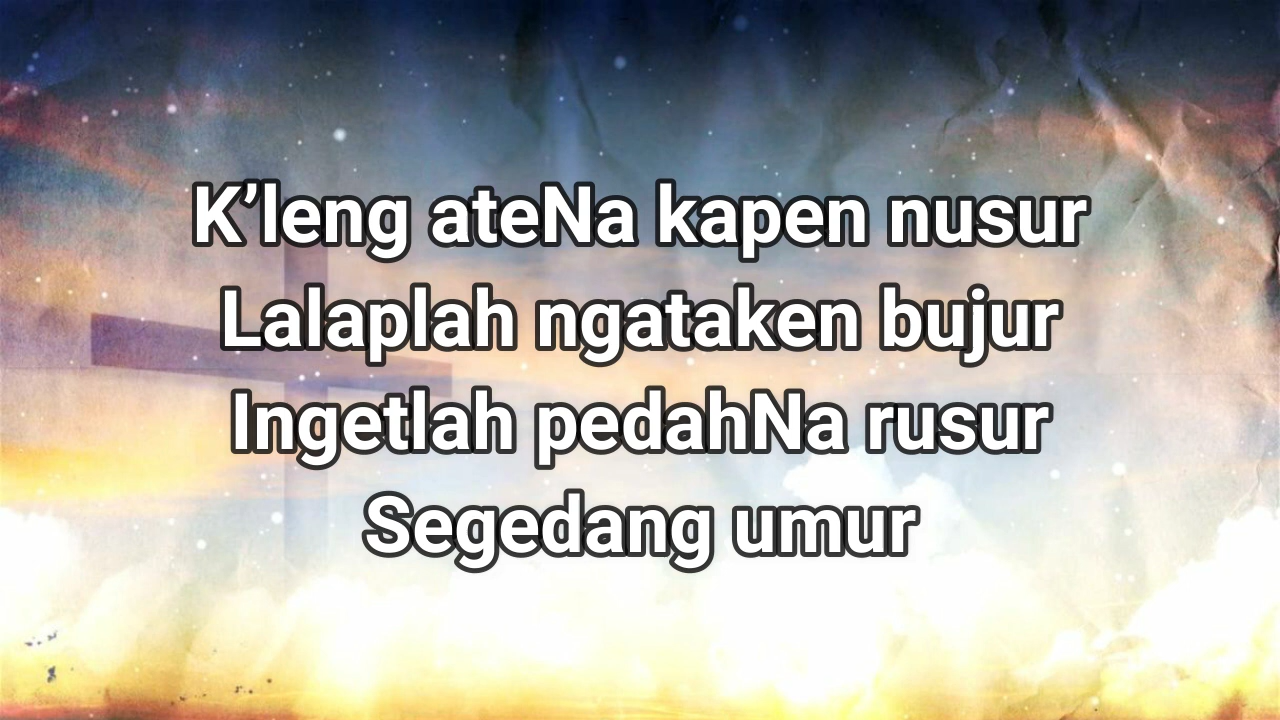 K’leng ateNa kapen nusur
Lalaplah ngataken bujur
Ingetlah pedahNa rusur
Segedang umur